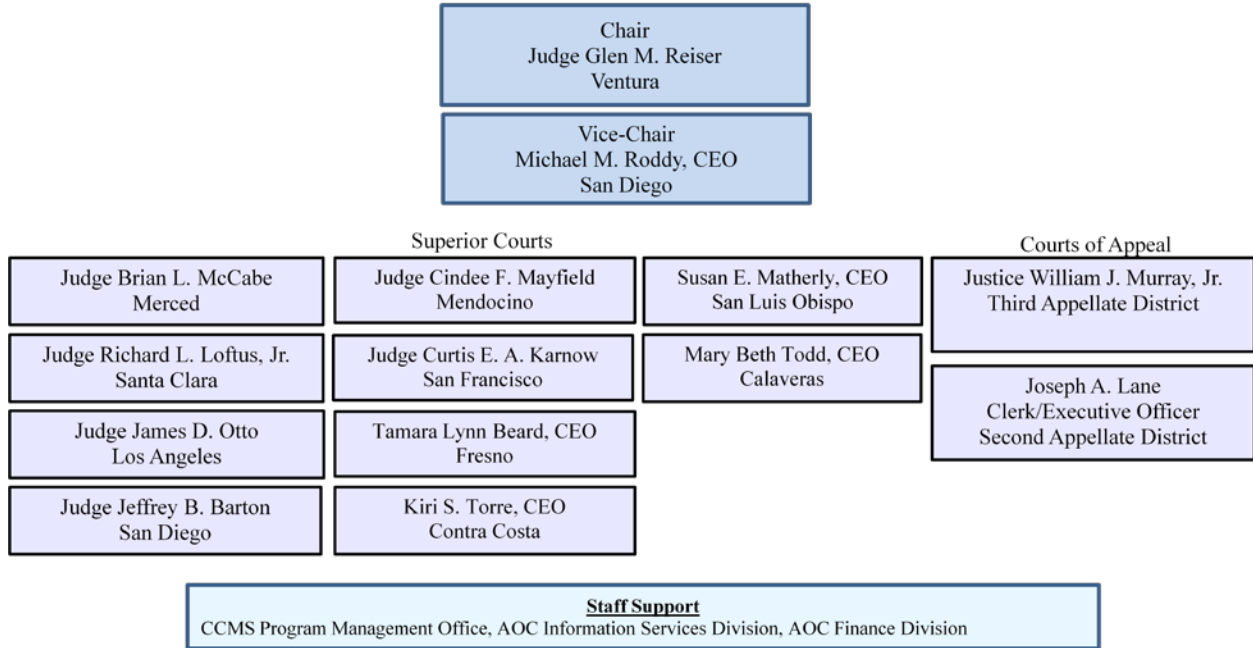 Chair
Judge Glen M. Reiser
Ventura
Vice-Chair
Michael M. Roddy, CEO
San Diego
Superior Courts
Judge Brian L. McCabe
Merced
Judge Richard L. Loftus, Jr.
Santa Clara
Judge James D. Otto
Los Angeles
Judge Jeffrey B. Barton
San Diego
Judge Cindee F. Mayfield
Mendocino
Judge Curtis E. A. Karnow
San Francisco
Tamara Lynn Beard, CEO
Fresno
Kiri S. Torre, CEO
Contra Costa
Susan E. Matherly, CEO
San Luis Obispo
Mary Beth Todd, CEO
Calaveras
Courts of Appeal
Justice William J. Murray, Jr.
Third Appellate District
Joseph A. Lane
Clerk/Executive Officer
Second Appellate District
Staff Support
CCMS Program Management Office, AOC Information Services Division, AOC Finance Division